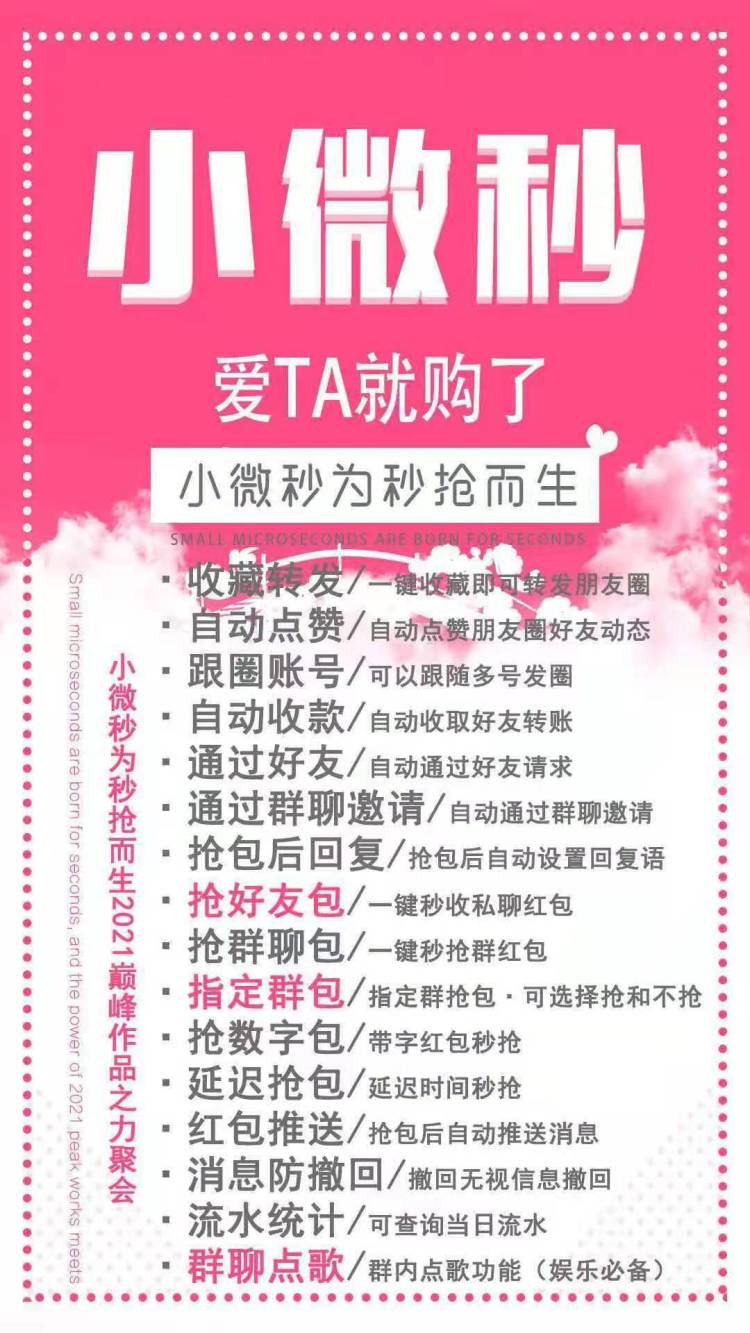 小微秒
爱TA就购了
小微秒为秒抢而生
SMALL MICROSECONDS ARE BORN FOR SECONDS
· 收藏转发/一键收藏即可转发朋友圈
· 自动点赞/自动点赞朋友圈好友动态
· 跟圈账号/可以跟随多号发圈
· 自动收款/自动收取好友转账
· 通过好友/自动通过好友请求
· 通过群聊邀请/自动通过群聊邀请
· 抢包后回复/抢包后自动设置回复语
· 抢好友包/一键秒收私聊红包
· 抢群聊包/一键秒抢群红包
· 指定群包/指定群抢包·可选择抢和不抢
· 抢数字包/带字红包秒抢
· 延迟抢包/延迟时间秒抢
· 红包推送/抢包后自动推送消息
· 消息防撤回/撤回无视信息撤回
· 流水统计/可查询当日流水
· 群聊点歌/群内点歌功能（娱乐必备）
小微秒为秒抢而生2021巅峰作品之力聚会
Small microseconds are born for seconds, and the power of 2021 peak works meets